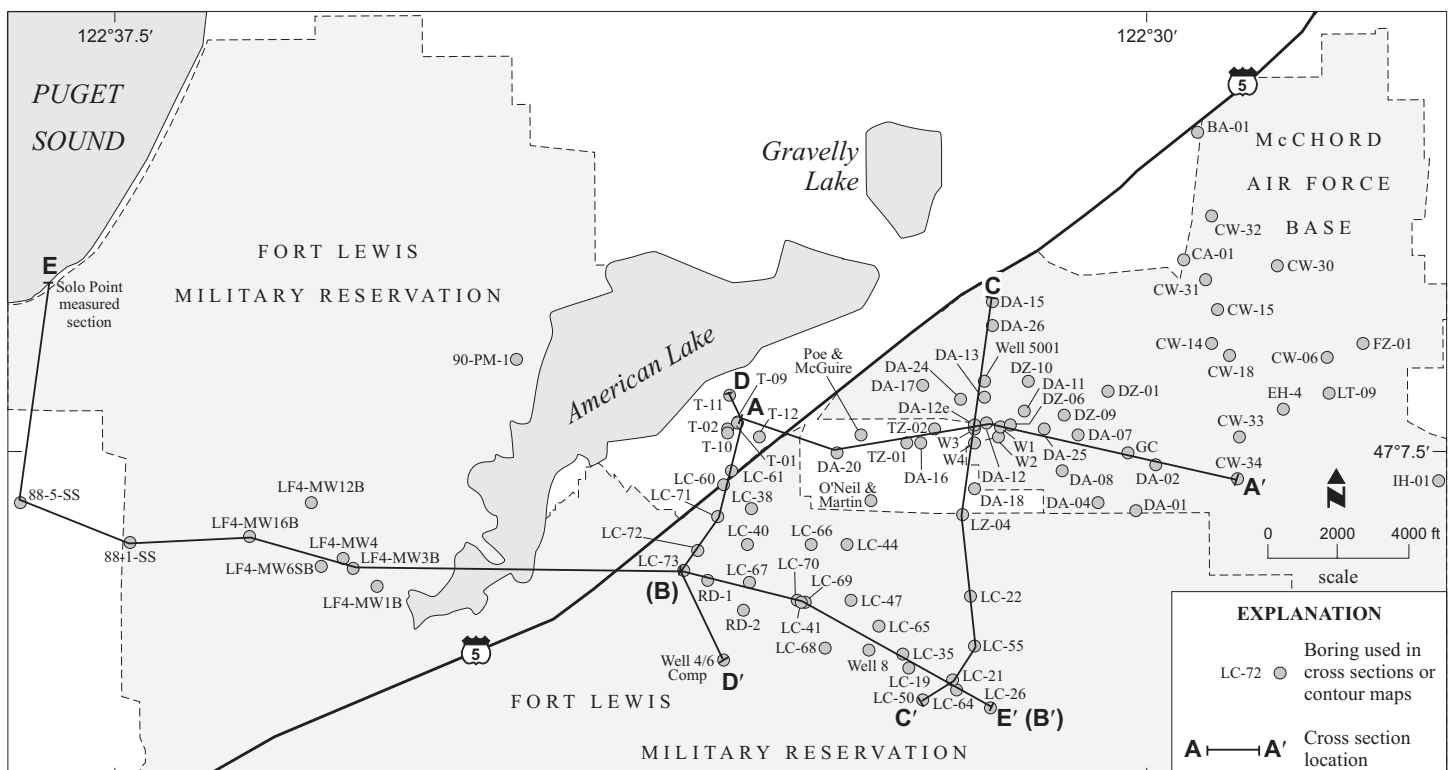 122°37.5′
122°30′
PUGET
SOUND
5
BA-01
McCHORD
AIR FORCE
BASE
Gravelly
Lake
CW-32
FORT LEWIS
MILITARY RESERVATION
E
Solo Point
measured
section
CA-01
CW-30
CW-31
CW-15
C
DA-15
DA-26
American Lake
90-PM-1
Poe &
McGuire
DA-13
Well 5001
CW-14
CW-18
CW-06
FZ-01
DA-24
DZ-10
DA-17
DA-11
DZ-06
DZ-01
EH-4
LT-09
D
T-09
A
T-11
T-12
T-02
T-10
T-01
DA-12e
TZ-02
DZ-09
CW-33
TZ-01
W3
W4
W1
W2
DA-07
GC
DA-25
47°7.5′
DA-20
DA-16
DA-12
DA-08
DA-02
CW-34
A′
IH-01
LC-60
LC-61
LC-38
O'Neil &
Martin
DA-18
DA-04
DA-01
N
88-5-SS
LF4-MW12B
LC-71
LZ-04
0
2000
4000 ft
scale
LF4-MW16B
LC-72
LC-40
LC-66
LC-44
88-1-SS
LF4-MW4
LF4-MW3B
LF4-MW6SB
LC-73
LC-67
LC-70
LC-69
LF4-MW1B
(B)
RD-1
LC-47
LC-22
RD-2
LC-41
LC-65
5
LC-68
Well 8
LC-35
LC-55
Well 4/6
Comp
D′
LC-19
LC-21
LC-50
LC-64
LC-26
C′
E′ (B′)
FORT LEWIS
MILITARY RESERVATION
EXPLANATION
LC-72
Boring used in
cross sections or
contour maps
A
A′
Cross section
location